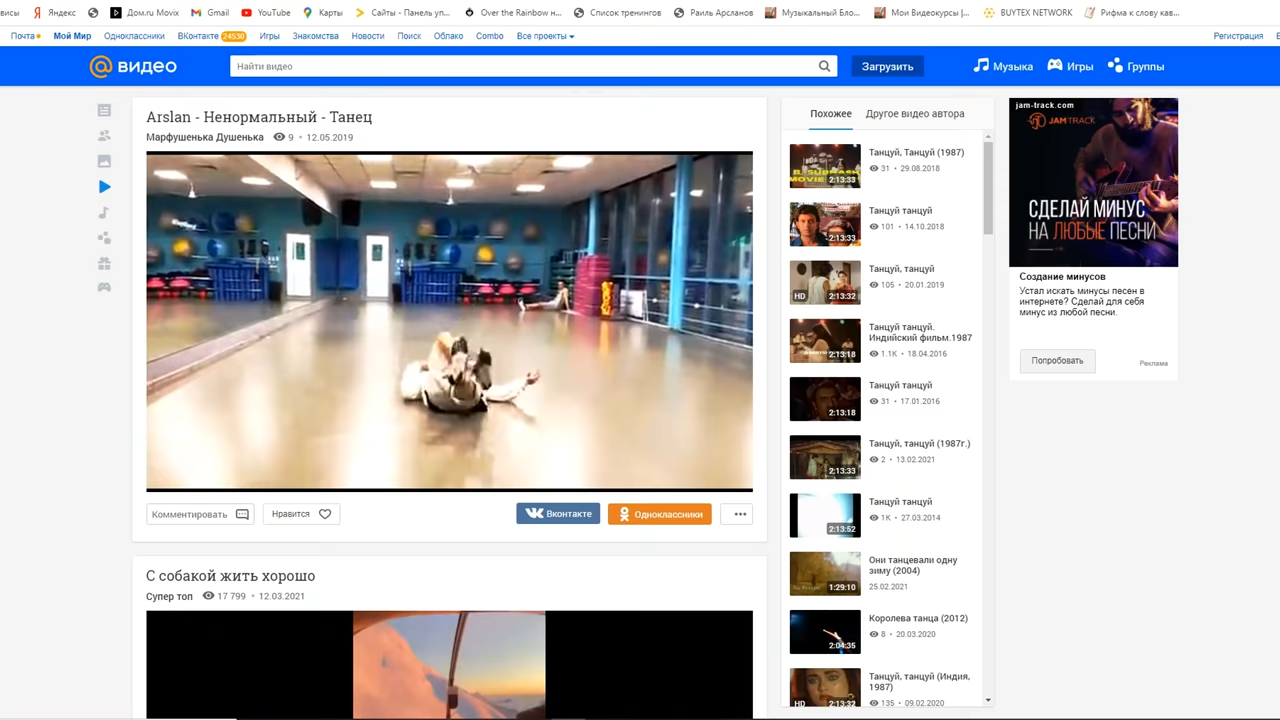 висы Яндекс Дом.ru Movix Gmail YouTube Карты Сайты - Панель уп... Over the Rainbow н... Список тренингов Раиль Арсланов Музыкальный Бло... Мои Видеокурсы |... BUYTEX NETWORK Рифма к слову кав...
Почта Мой Мир Одноклассники ВКонтакте 24530 Игры Знакомства Новости Поиск Облако Combo Все проекты Регистрация
@ видео Найти видео Загрузить Музыка Игры Группы
Arslan - Ненормальный - Танец
Марфушенька Душенька 9 • 12.05.2019
Комментировать Нравится Вконтакте Одноклассники •••
С собакой жить хорошо
Супер топ 17 799 • 12.03.2021
Похожее Другое видео автора
Танцуй, Танцуй (1987)
31 • 29.08.2018
2:13:33
Танцуй танцуй
101 • 14.10.2018
2:13:33
Танцуй, танцуй
105 • 20.01.2019
HD 2:13:32
Танцуй танцуй.
Индийский фильм.1987
1.1K • 18.04.2016
2:13:18
Танцуй танцуй
31 • 17.01.2016
2:13:18
Танцуй, танцуй (1987г.)
2 • 13.02.2021
2:13:33
Танцуй танцуй
1K • 27.03.2014
2:13:52
Они танцевали одну
зиму (2004)
25.02.2021
1:29:10
Королева танца (2012)
8 • 20.03.2020
2:04:35
Танцуй, танцуй (Индия,
1987)
135 • 09.02.2020
HD 2:13:32
jam-track.com
JAMTRACK
СДЕЛАЙ МИНУС
НА ЛЮБЫЕ ПЕСНИ
Создание минусов
Устал искать минусы песен в
интернете? Сделай для себя
минус из любой песни.
Попробовать Реклама